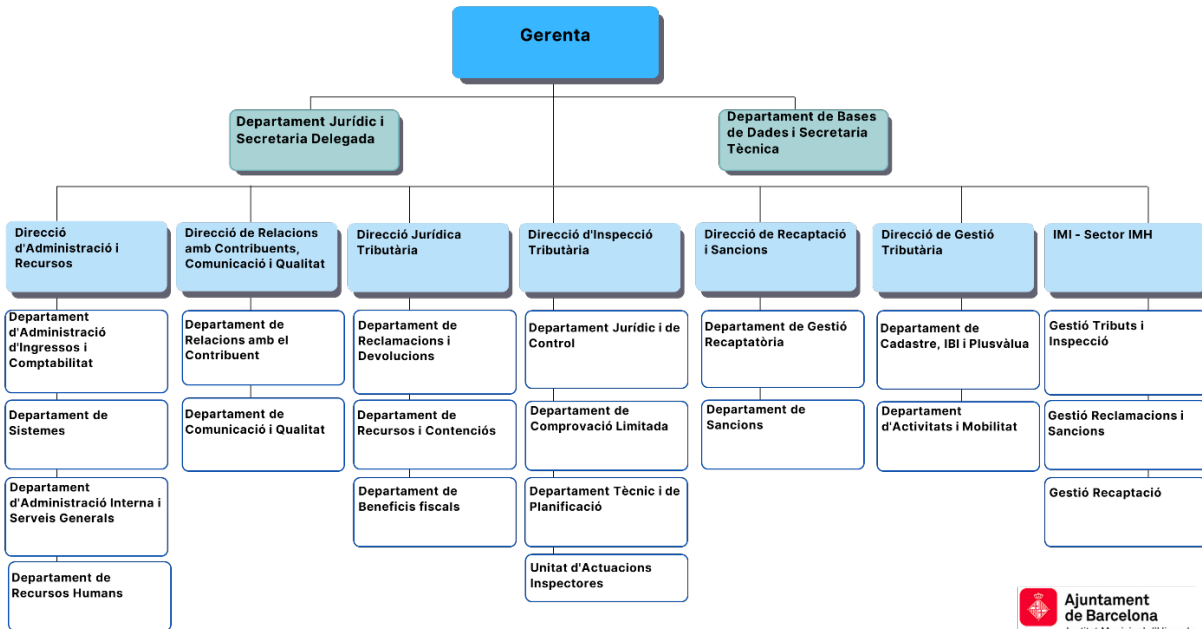 Gerenta
Departament Jurídic i
Secretaria Delegada
Departament de Bases
de Dades i Secretaria
Tècnica
Direcció
d'Administració i
Recursos
Direcció de Relacions
amb Contribuents,
Comunicació i Qualitat
Direcció Jurídica
Tributària
Direcció d'Inspecció
Tributària
Direcció de Recaptació
i Sancions
Direcció de Gestió
Tributària
IMI - Sector IMH
Departament
d'Administració
d'Ingressos i
Comptabilitat
Departament de
Relacions amb el
Contribuent
Departament de
Reclamacions i
Devolucions
Departament Jurídic i de
Control
Departament de Gestió
Recaptatòria
Departament de
Cadastre, IBI i Plusvàlua
Gestió Tributs i
Inspecció
Departament de
Sistemes
Departament de
Comunicació i Qualitat
Departament de
Recursos i Contenciós
Departament de
Comprovació Limitada
Departament de
Sancions
Departament
d'Activitats i Mobilitat
Gestió Reclamacions i
Sancions
Departament
d'Administració Interna i
Serveis Generals
Departament de
Beneficis fiscals
Departament Tècnic i de
Planificació
Gestió Recaptació
Departament de
Recursos Humans
Unitat d'Actuacions
Inspectores
Ajuntament
de Barcelona